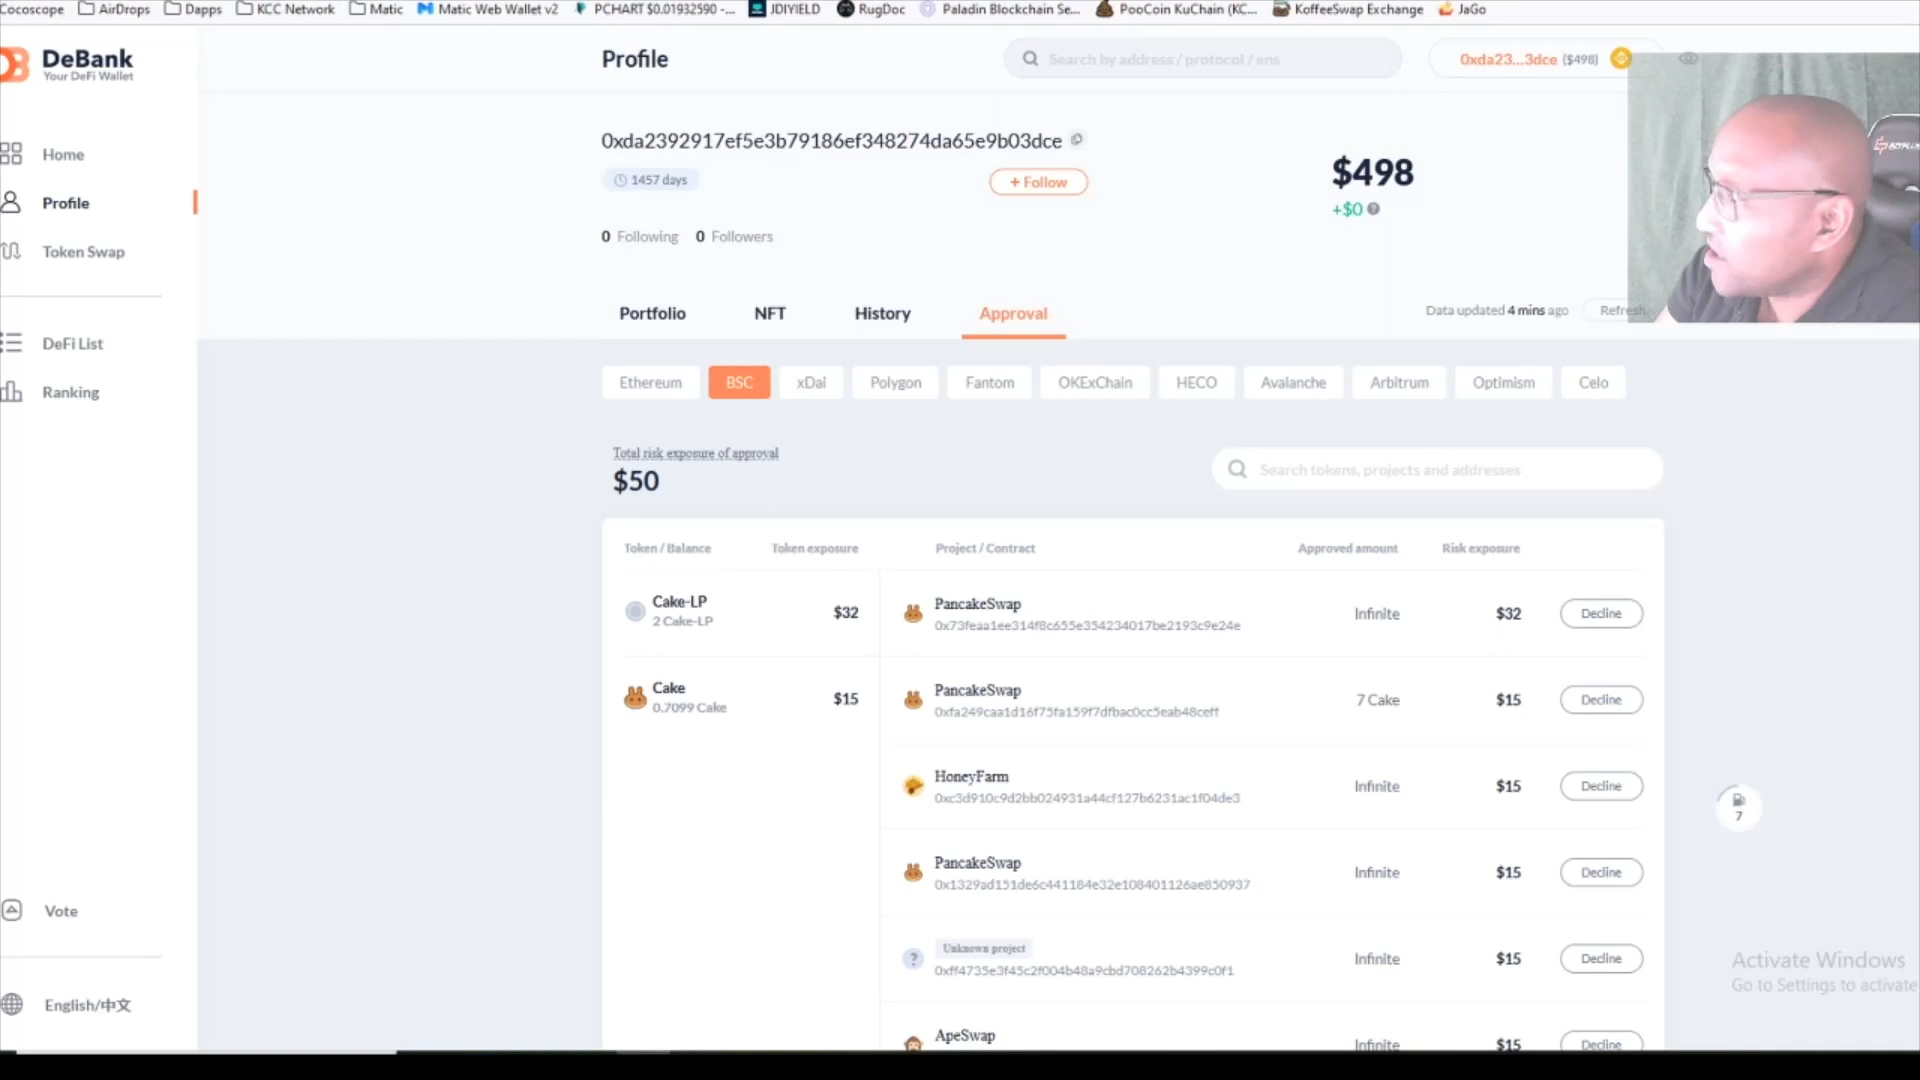 Cocoscope AirDrops Dapps KCC Network Matic Matic Web Wallet v2 PCHART $0.01932590 -... JDIYIELD RugDoc Paladin Blockchain Se... PooCoin KuChain (KC... KoffeeSwap Exchange JaGo
DeBank
Your DeFi Wallet
Profile
Search by address / protocol / ens
0xda23...3dce ($498)
Home
Profile
Token Swap
DeFi List
Ranking
Vote
English/中文
0xda2392917ef5e3b79186ef348274da65e9b03dce
1457 days
+ Follow
0 Following 0 Followers
$498
+$0
Portfolio NFT History Approval
Data updated 4 mins ago Refresh
Ethereum BSC xDai Polygon Fantom OKExChain HECO Avalanche Arbitrum Optimism Celo
Total risk exposure of approval
$50
Search tokens, projects and addresses
Token / Balance Token exposure Project / Contract Approved amount Risk exposure
Cake-LP
2 Cake-LP
$32
PancakeSwap
0x73feaa1ee314f8c655e354234017be2193c9e24e
Infinite $32 Decline
Cake
0.7099 Cake
$15
PancakeSwap
0xfa249caa1d16f75fa159f7dfbac0cc5eab48ceff
7 Cake $15 Decline
HoneyFarm
0xc3d910c9d2bb024931a44cf127b6231ac1f04de3
Infinite $15 Decline
PancakeSwap
0x1329ad151de6c441184e32e108401126ae850937
Infinite $15 Decline
Unknown project
0xff4735e3f45c2f004b48a9cbd708262b4399c0f1
Infinite $15 Decline
ApeSwap
Infinite $15 Decline
7
Activate Windows
Go to Settings to activate